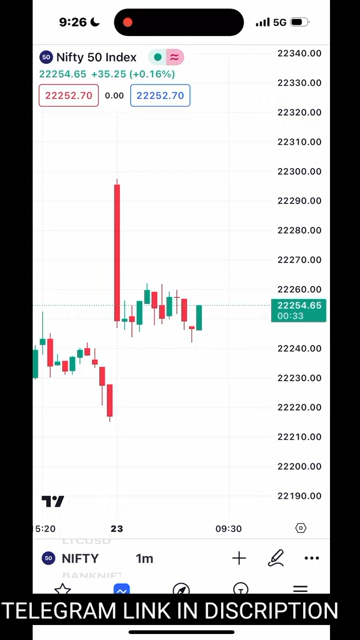 9:26
5G
50 Nifty 50 Index
22254.65 +35.25 (+0.16%)
22252.70 0.00 22252.70
22340.00
22330.00
22320.00
22310.00
22300.00
22290.00
22280.00
22270.00
22260.00
22254.65
00:33
22240.00
22230.00
22220.00
22210.00
22200.00
22190.00
15:20 23 09:30
50 NIFTY 1m
TELEGRAM LINK IN DISCRIPTION